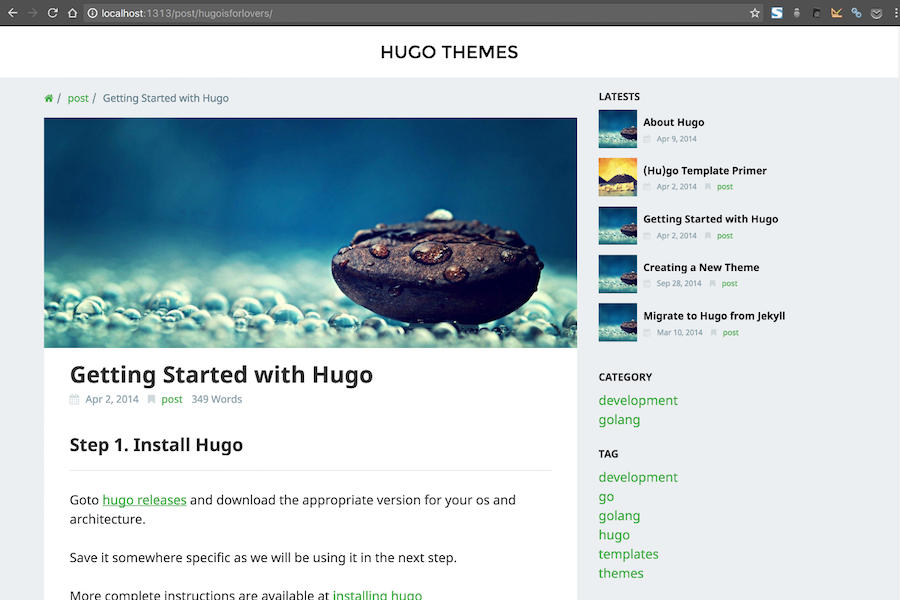 localhost:1313/post/hugoisforlovers/
HUGO THEMES
/ post / Getting Started with Hugo
Getting Started with Hugo
Apr 2, 2014 post 349 Words
Step 1. Install Hugo
Goto hugo releases and download the appropriate version for your os and
architecture.
Save it somewhere specific as we will be using it in the next step.
More complete instructions are available at installing hugo
LATESTS
About Hugo
Apr 9, 2014
(Hu)go Template Primer
Apr 2, 2014 post
Getting Started with Hugo
Apr 2, 2014 post
Creating a New Theme
Sep 28, 2014 post
Migrate to Hugo from Jekyll
Mar 10, 2014 post
CATEGORY
development
golang
TAG
development
go
golang
hugo
templates
themes